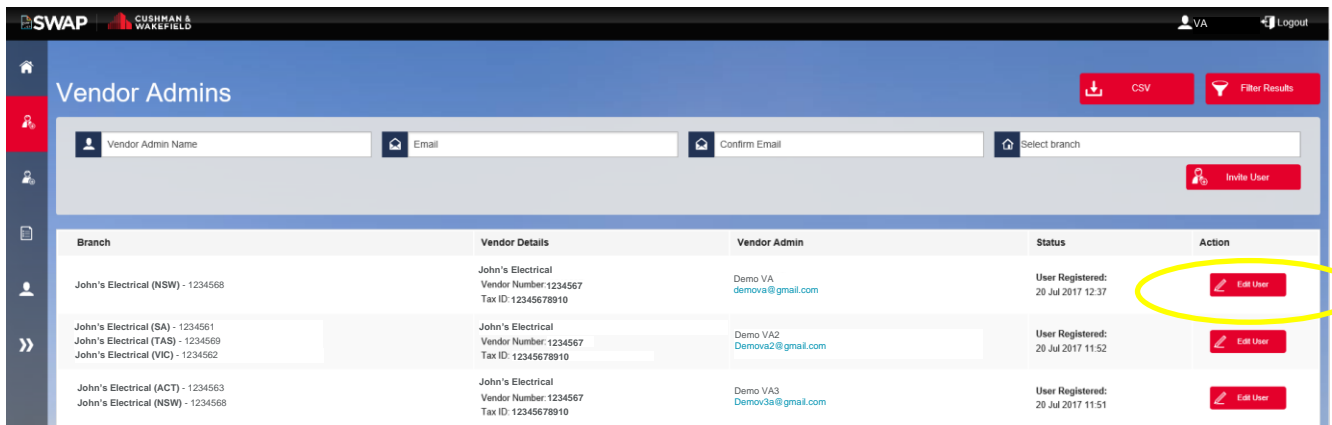 SWAP CUSHMAN & WAKEFIELD VA Logout
Vendor Admins CSV Filter Results
Vendor Admin Name Email Confirm Email Select branch
Invite User
Branch Vendor Details Vendor Admin Status Action
John's Electrical (NSW) - 1234568
John's Electrical
Vendor Number:1234567
Tax ID: 12345678910
Demo VA
demova@gmail.com
User Registered:
20 Jul 2017 12:37
Edit User
John's Electrical (SA) - 1234561
John's Electrical (TAS) - 1234569
John's Electrical (VIC) - 1234562
John's Electrical
Vendor Number:1234567
Tax ID: 12345678910
Demo VA2
Demova2@gmail.com
User Registered:
20 Jul 2017 11:52
Edit User
John's Electrical (ACT) - 1234563
John's Electrical (NSW) - 1234568
John's Electrical
Vendor Number:1234567
Tax ID: 12345678910
Demo VA3
Demov3a@gmail.com
User Registered:
20 Jul 2017 11:51
Edit User